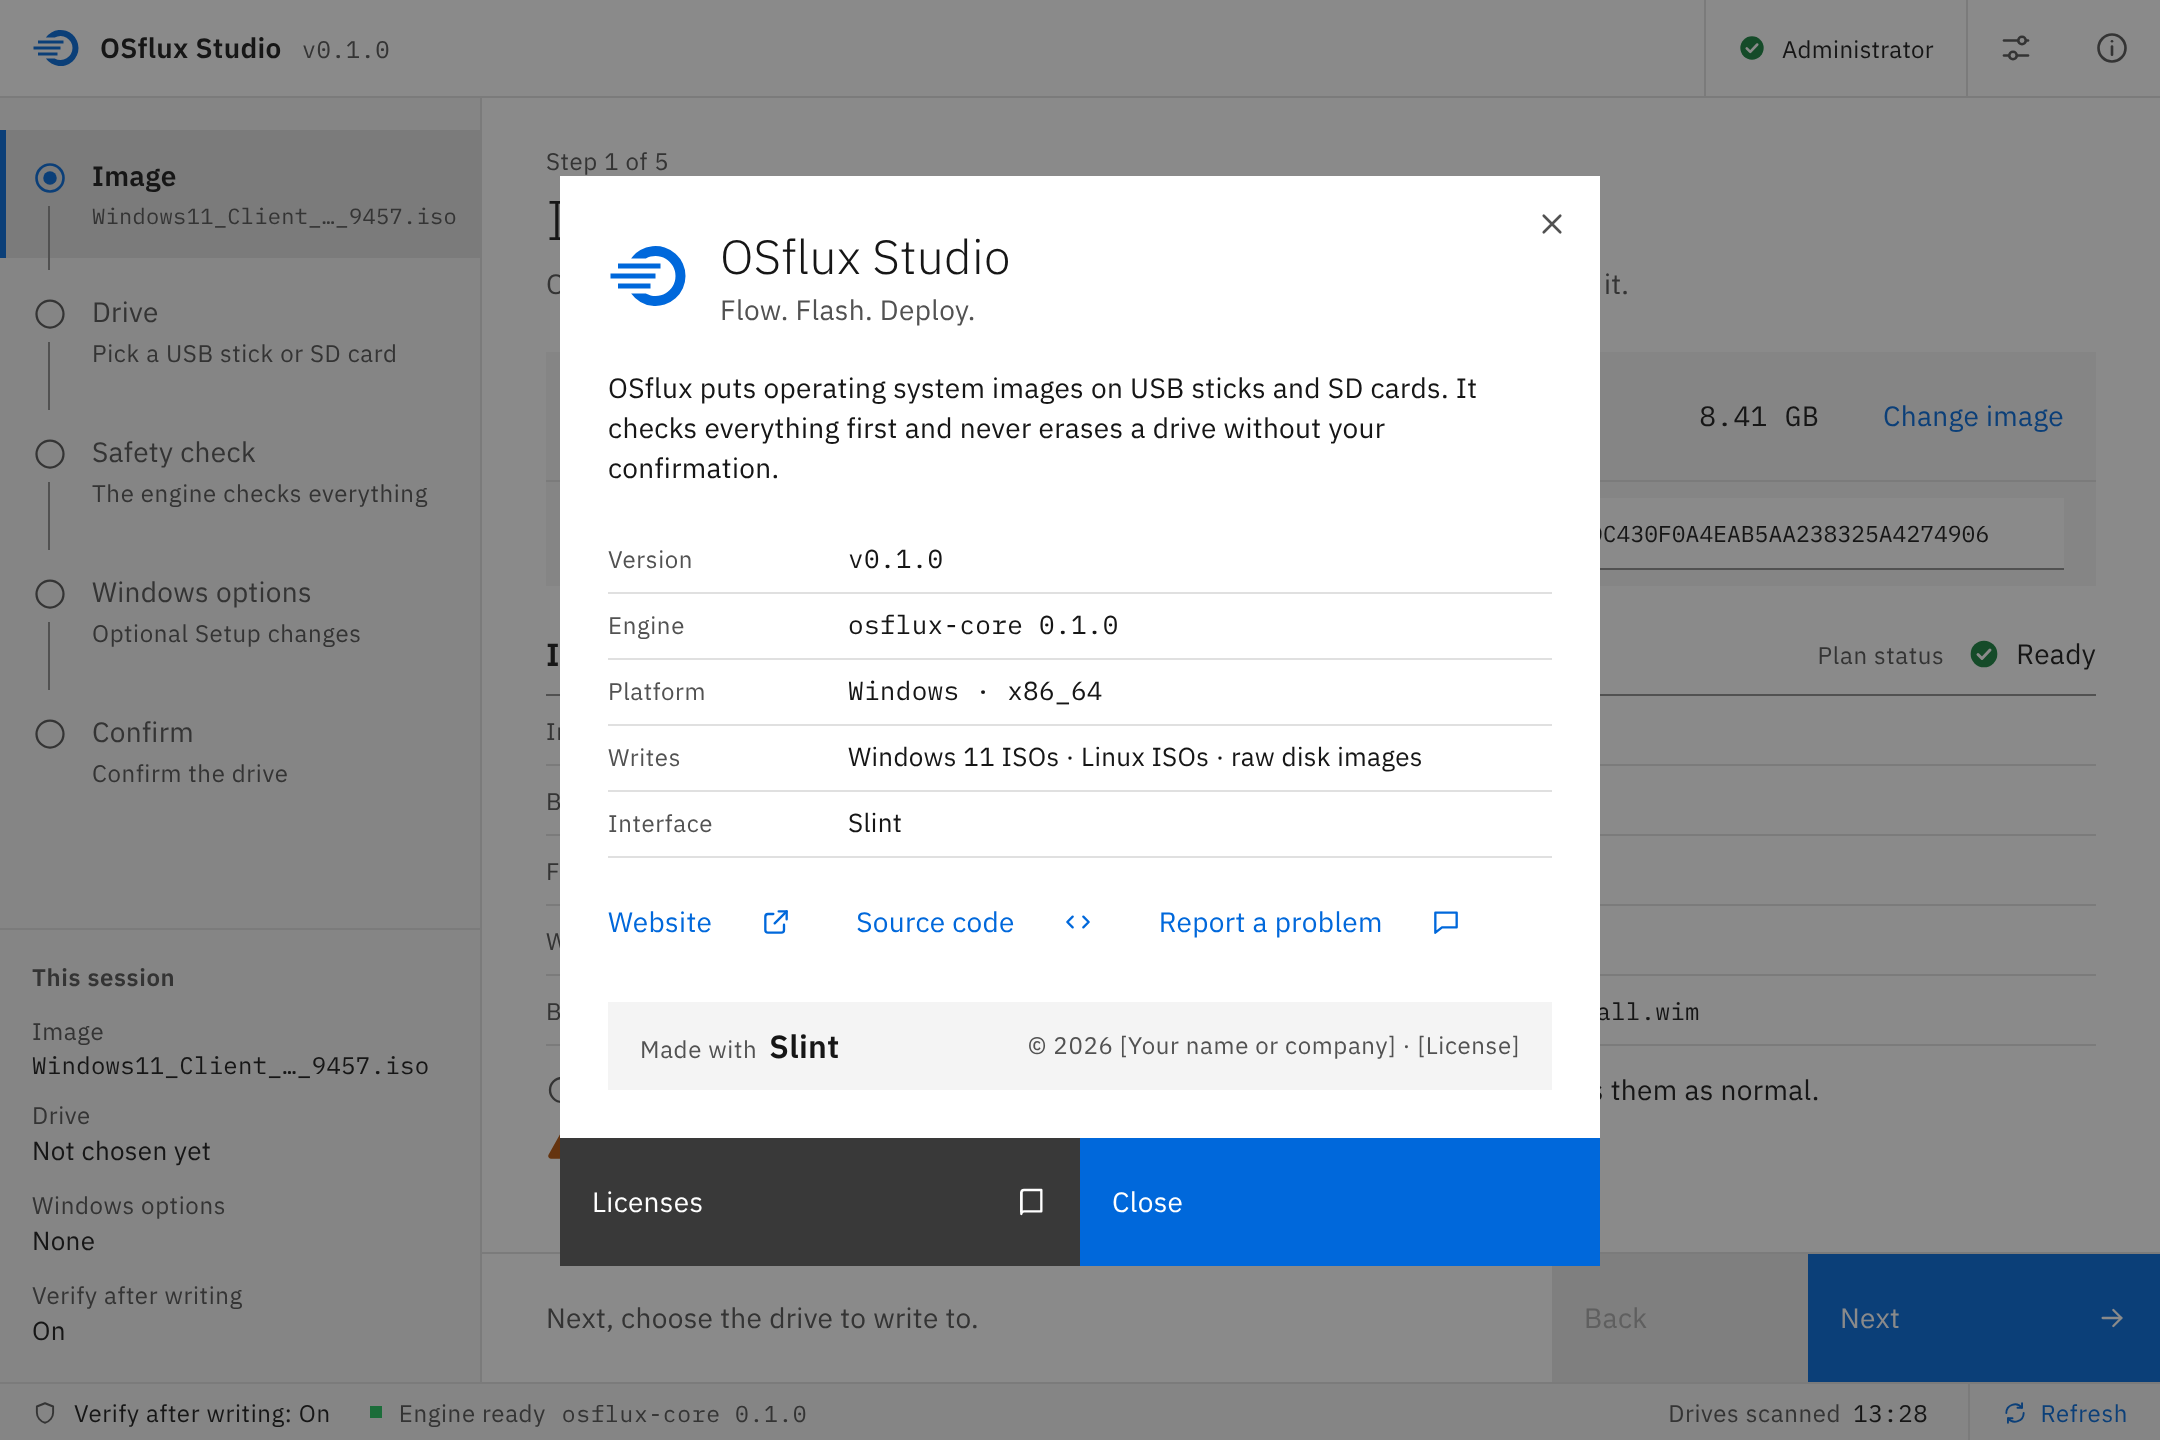 OSflux Studio v0.1.0
Administrator
Image
Windows11_Client_…_9457.iso
Drive
Pick a USB stick or SD card
Safety check
The engine checks everything
Windows options
Optional Setup changes
Confirm
Confirm the drive
This session
Image
Windows11_Client_…_9457.iso
Drive
Not chosen yet
Windows options
None
Verify after writing
On
Step 1 of 5
it.
8.41 GB
Change image
C430F0A4EAB5AA238325A4274906
Plan status Ready
all.wim
them as normal.
OSflux Studio
Flow. Flash. Deploy.
OSflux puts operating system images on USB sticks and SD cards. It
checks everything first and never erases a drive without your
confirmation.
Version v0.1.0
Engine osflux-core 0.1.0
Platform Windows · x86_64
Writes Windows 11 ISOs · Linux ISOs · raw disk images
Interface Slint
Website Source code Report a problem
Made with Slint
© 2026 [Your name or company] · [License]
Licenses
Close
Next, choose the drive to write to.
Back
Next
Verify after writing: On
Engine ready osflux-core 0.1.0
Drives scanned 13:28
Refresh